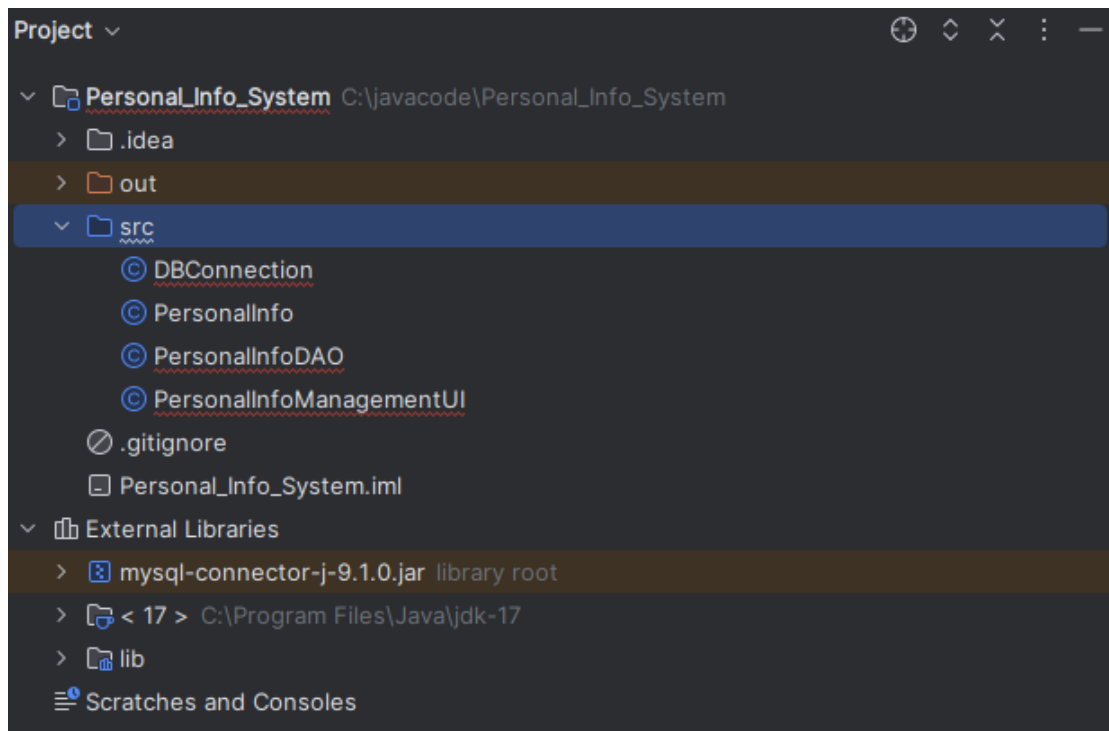 Project
Personal_Info_System C:\javacode\Personal_Info_System
.idea
out
src
DBConnection
PersonalInfo
PersonalInfoDAO
PersonalInfoManagementUI
.gitignore
Personal_Info_System.iml
External Libraries
mysql-connector-j-9.1.0.jar library root
< 17 > C:\Program Files\Java\jdk-17
lib
Scratches and Consoles